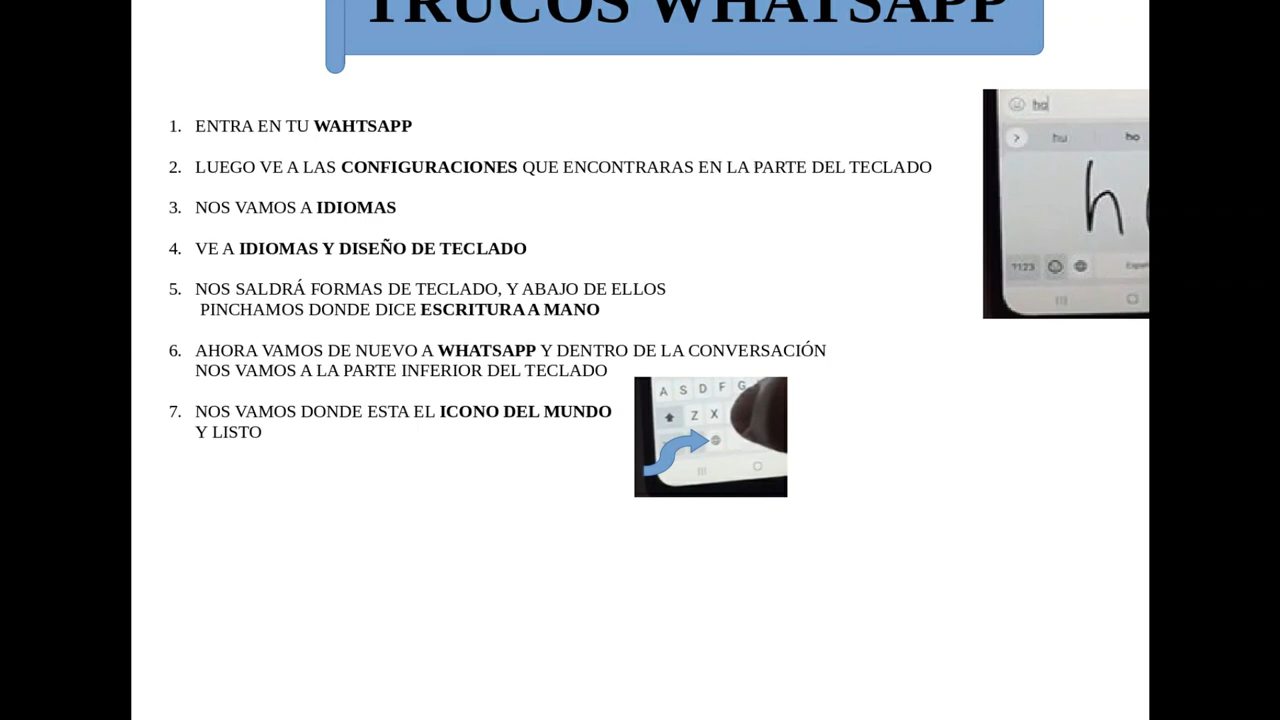 TRUCOS WHATSAPP
1. ENTRA EN TU WAHTSAPP
2. LUEGO VE A LAS CONFIGURACIONES QUE ENCONTRARAS EN LA PARTE DEL TECLADO
3. NOS VAMOS A IDIOMAS
4. VE A IDIOMAS Y DISEÑO DE TECLADO
5. NOS SALDRÁ FORMAS DE TECLADO, Y ABAJO DE ELLOS
PINCHAMOS DONDE DICE ESCRITURA A MANO
6. AHORA VAMOS DE NUEVO A WHATSAPP Y DENTRO DE LA CONVERSACIÓN
NOS VAMOS A LA PARTE INFERIOR DEL TECLADO
7. NOS VAMOS DONDE ESTA EL ICONO DEL MUNDO
Y LISTO
ho
hu ho
h
?123
A S D F G
Z X